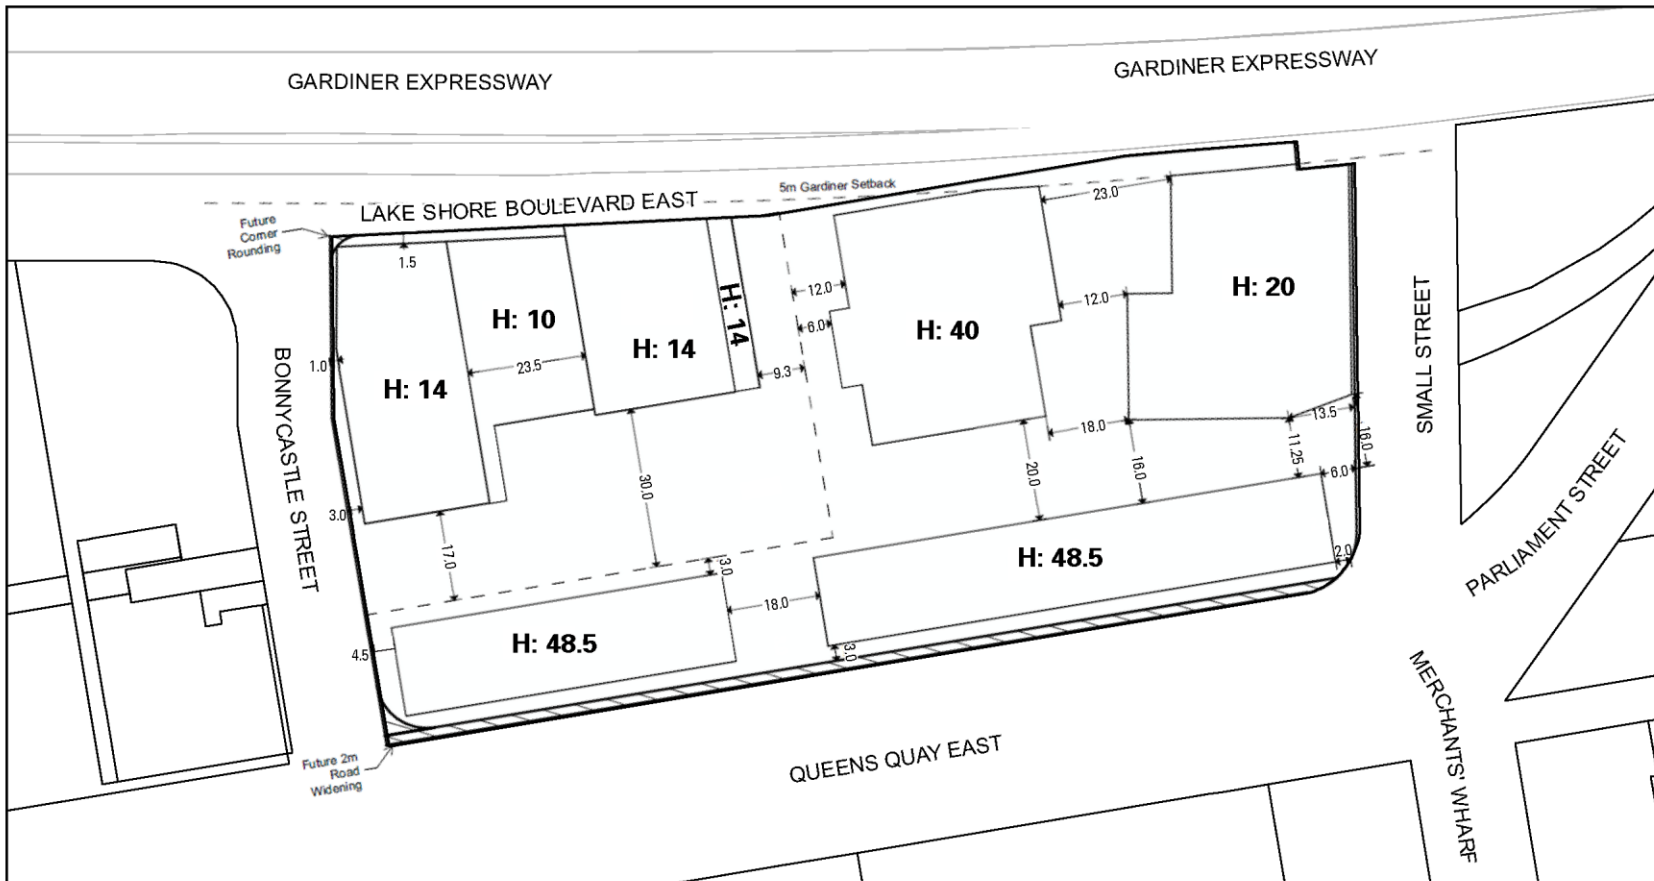 GARDINER EXPRESSWAY
GARDINER EXPRESSWAY
5m Gardiner Setback
LAKE SHORE BOULEVARD EAST
Future
Corner
Rounding
23.0
1.5
12.0
12.0
6.0
H: 10
H: 14
H: 14
H: 40
H: 20
SMALL STREET
BONNYCASTLE STREET
1.0
23.5
9.3
H: 14
13.5
18.0
11.25
16.0
16.0
20.0
6.0
30.0
3.0
17.0
PARLIAMENT STREET
3.0
H: 48.5
2.0
18.0
H: 48.5
4.5
3.0
MERCHANTS' WHARF
QUEENS QUAY EAST
Future 2m
Road
Widening